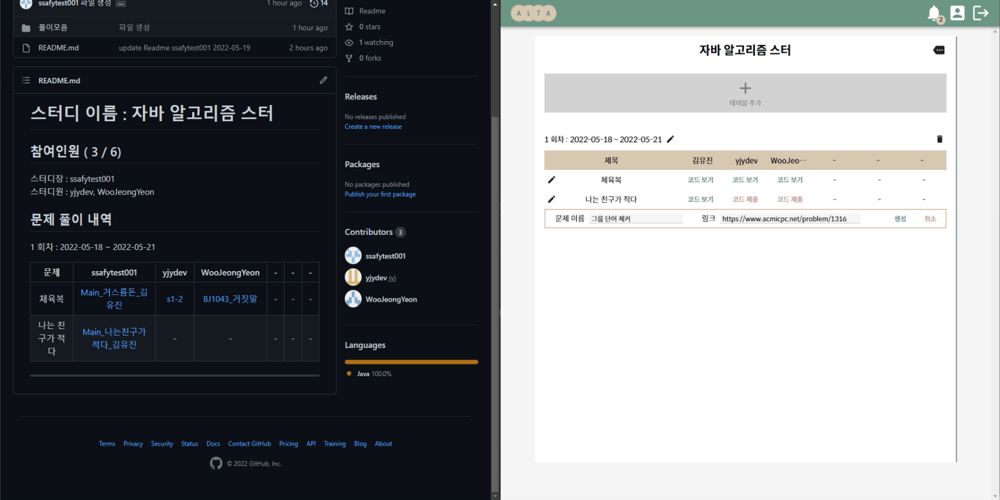 ssafytest001 파일 생성 ...
1 hour ago
14
풀이모음
파일 생성
1 hour ago
README.md
update Readme ssafytest001 2022-05-19
2 hours ago
README.md
스터디 이름 : 자바 알고리즘 스터
참여인원 ( 3 / 6)
스터디장 : ssafytest001
스터디원 : yjydev, WooJeongYeon
문제 풀이 내역
1 회차 : 2022-05-18 ~ 2022-05-21
문제 ssafytest001 yjydev WooJeongYeon - - -
체육복 Main_거스름돈_김유진 s1-2 BJ1043_거짓말 - - -
나는 친구가 적다 Main_나는친구가적다_김유진 - - - - -
Readme
0 stars
1 watching
0 forks
Releases
No releases published
Create a new release
Packages
No packages published
Publish your first package
Contributors 3
ssafytest001
yjydev jyj
WooJeongYeon
Languages
Java 100.0%
Terms Privacy Security Status Docs Contact GitHub Pricing API Training Blog About
© 2022 GitHub, Inc.
A L T A
2
자바 알고리즘 스터
테이블 추가
1 회차 : 2022-05-18 ~ 2022-05-21
제목 김유진 yjydev WooJeo··· - - -
체육복 코드 보기 코드 보기 코드 보기 - - -
나는 친구가 적다 코드 보기 코드 제출 코드 제출 - - -
문제 이름 그룹 단어 체커 링크 https://www.acmicpc.net/problem/1316 생성 취소